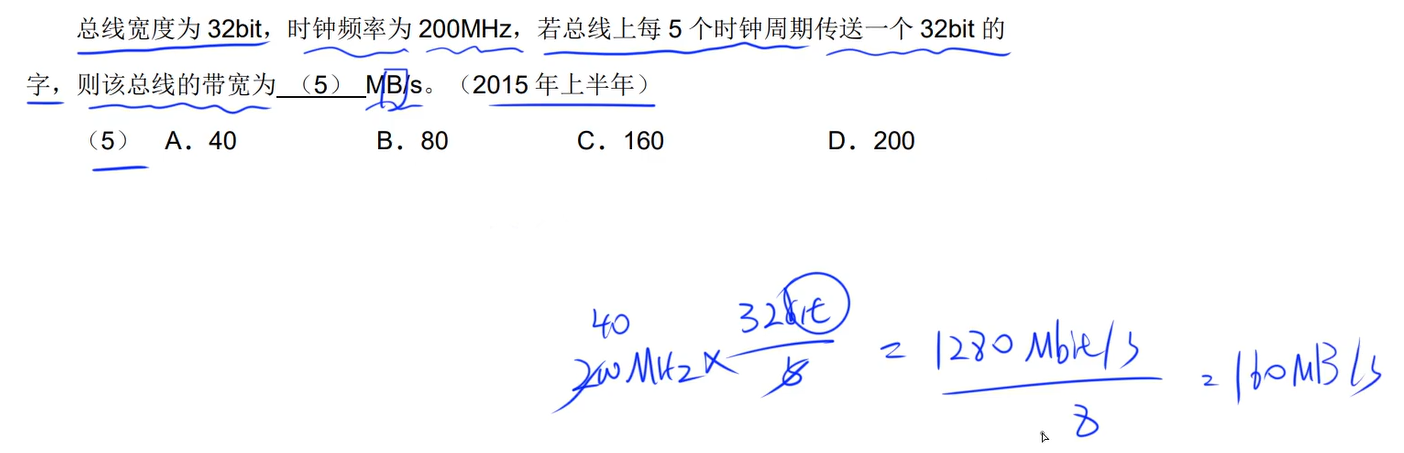 总线宽度为 32bit，时钟频率为 200MHz，若总线上每 5 个时钟周期传送一个 32bit 的
字，则该总线的带宽为 （5） MB/s。（2015 年上半年）
（5） A．40 B．80 C．160 D．200
40
200MHz × 32bit / 5 = 1280 Mbit/s / 8 = 160MB/s